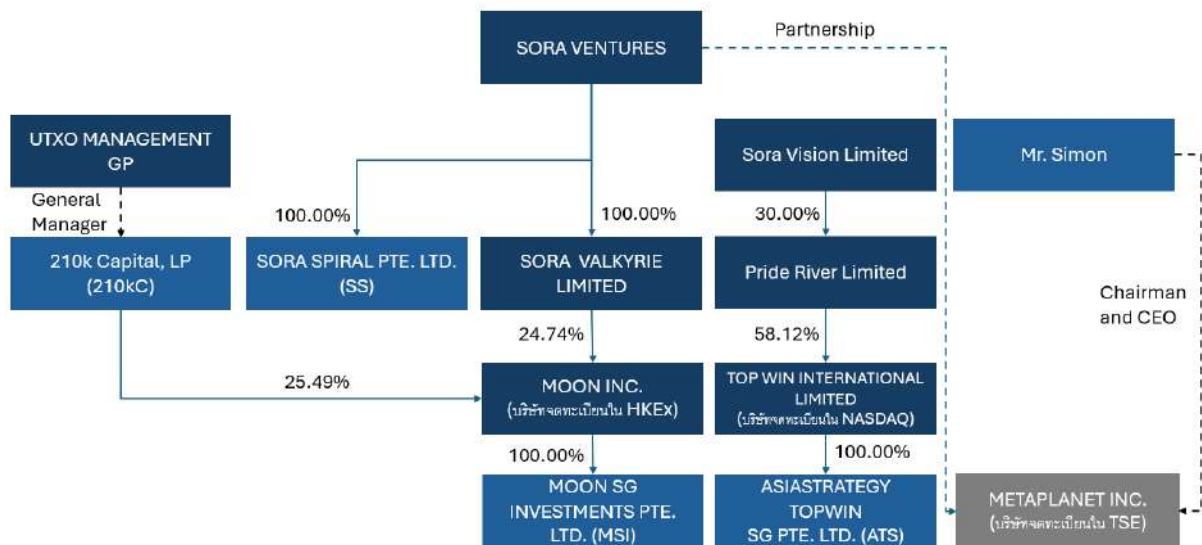 SORA VENTURES
Partnership
UTXO MANAGEMENT
GP
Sora Vision Limited
Mr. Simon
General
Manager
100.00%
100.00%
30.00%
210k Capital, LP
(210kC)
SORA SPIRAL PTE. LTD.
(SS)
SORA VALKYRIE
LIMITED
Pride River Limited
Chairman
and CEO
24.74%
58.12%
25.49%
MOON INC.
(บริษัทจดทะเบียนใน HKEx)
TOP WIN INTERNATIONAL
LIMITED
(บริษัทจดทะเบียนใน NASDAQ)
100.00%
100.00%
MOON SG
INVESTMENTS PTE.
LTD. (MSI)
ASIASTRATEGY
TOPWIN
SG PTE. LTD. (ATS)
METAPLANET INC.
(บริษัทจดทะเบียนใน TSE)